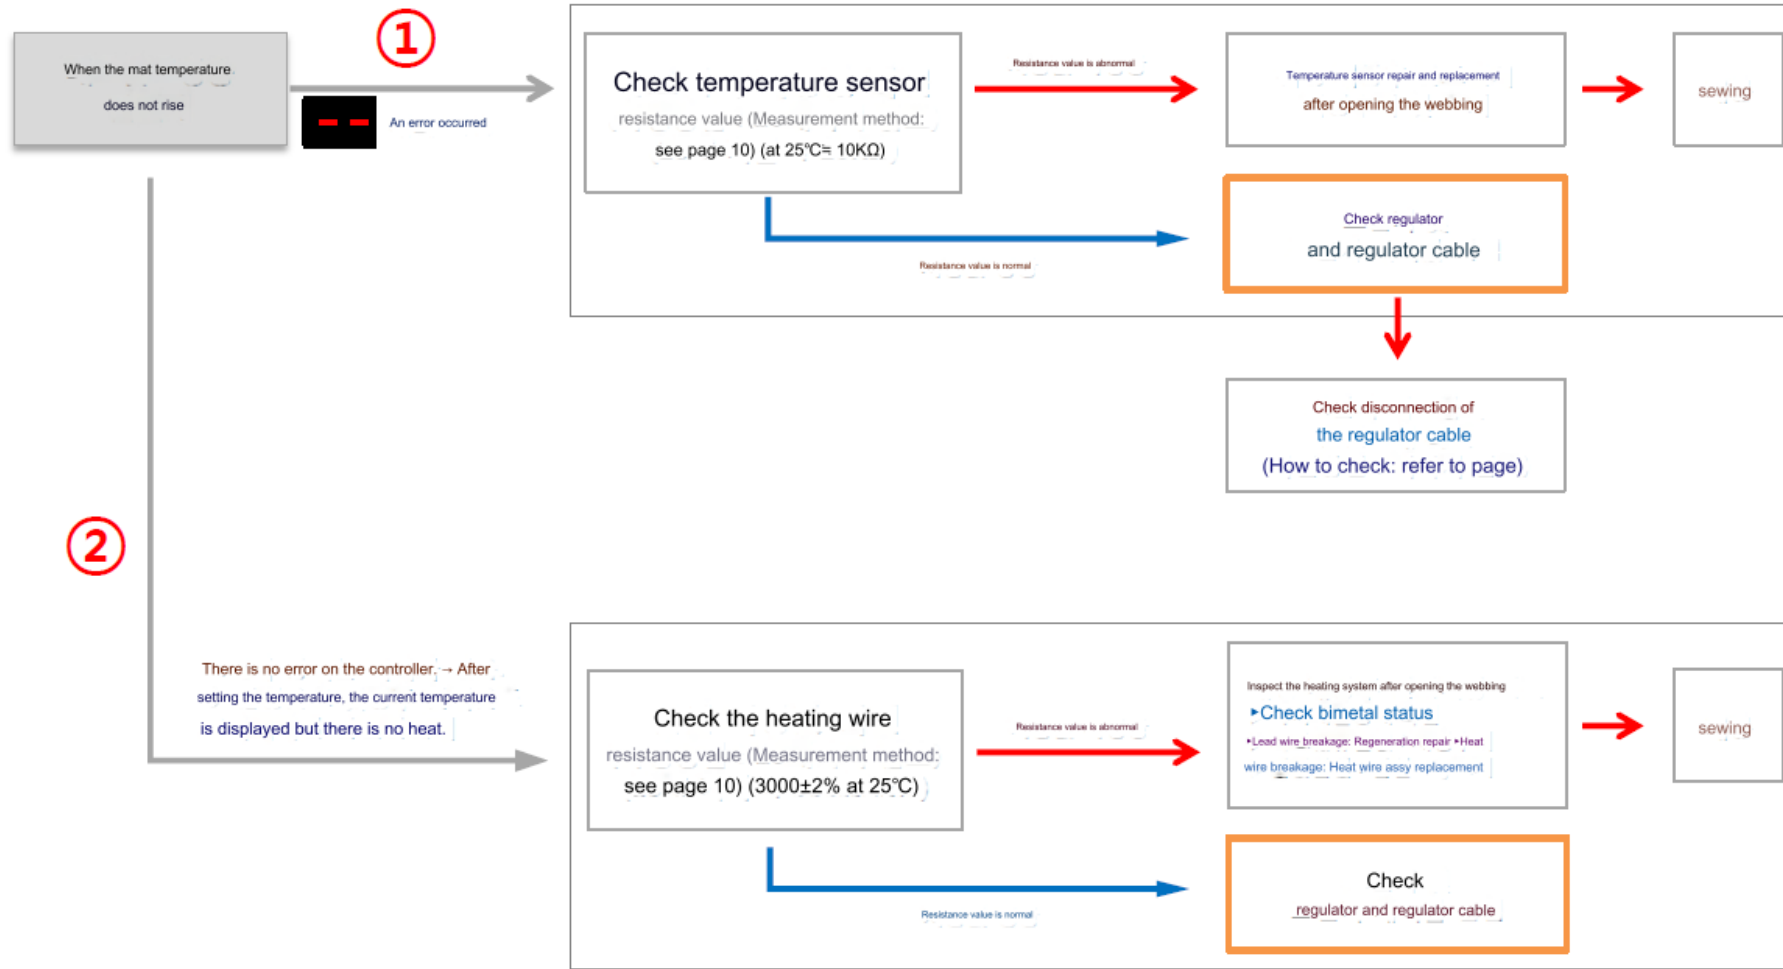 ①
When the mat temperature
does not rise
An error occurred
Check temperature sensor
resistance value (Measurement method:
see page 10) (at 25℃≒ 10KΩ)
Resistance value is abnormal
Temperature sensor repair and replacement
after opening the webbing
sewing
Resistance value is normal
Check regulator
and regulator cable
Check disconnection of
the regulator cable
(How to check: refer to page)
②
There is no error on the controller. → After
setting the temperature, the current temperature
is displayed but there is no heat.
Check the heating wire
resistance value (Measurement method:
see page 10) (3000±2% at 25℃)
Resistance value is abnormal
Inspect the heating system after opening the webbing
▸Check bimetal status
▸Lead wire breakage: Regeneration repair ▸Heat
wire breakage: Heat wire assy replacement
sewing
Resistance value is normal
Check
regulator and regulator cable